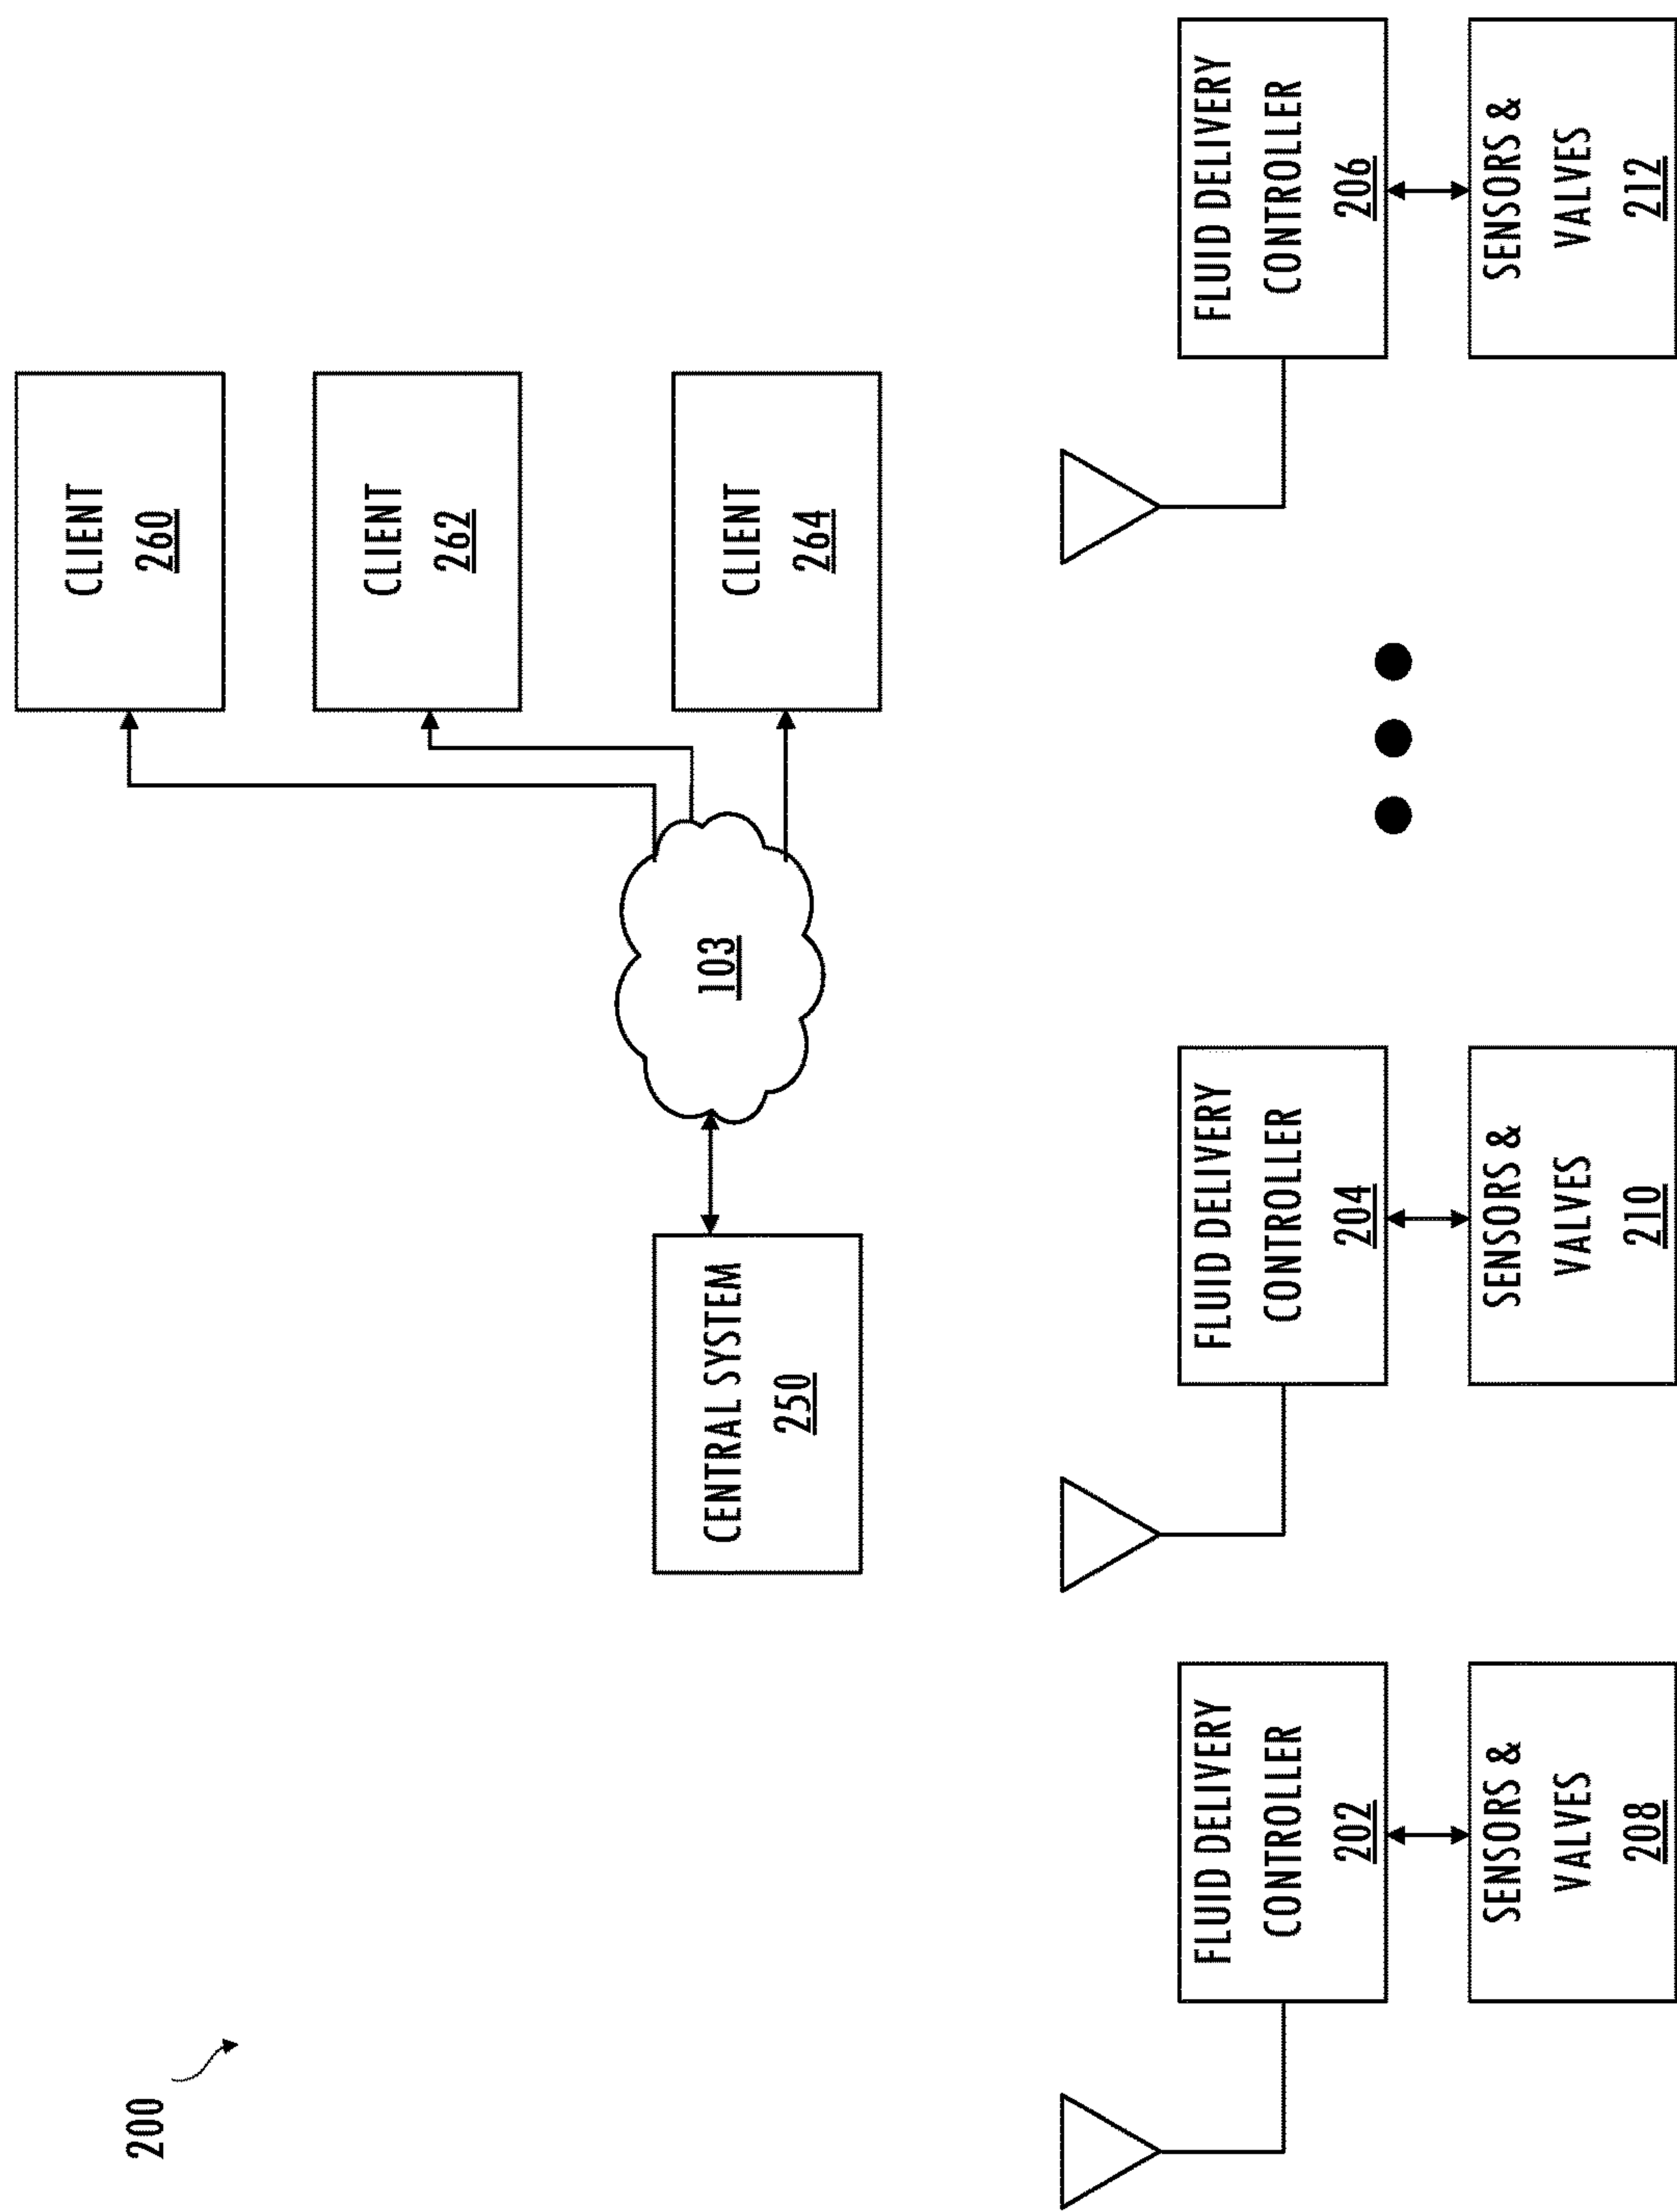 200
CLIENT
260
CLIENT
262
CLIENT
264
CENTRAL SYSTEM
250
103
FLUID DELIVERY
CONTROLLER
202
FLUID DELIVERY
CONTROLLER
204
FLUID DELIVERY
CONTROLLER
206
SENSORS &
VALVES
208
SENSORS &
VALVES
210
SENSORS &
VALVES
212